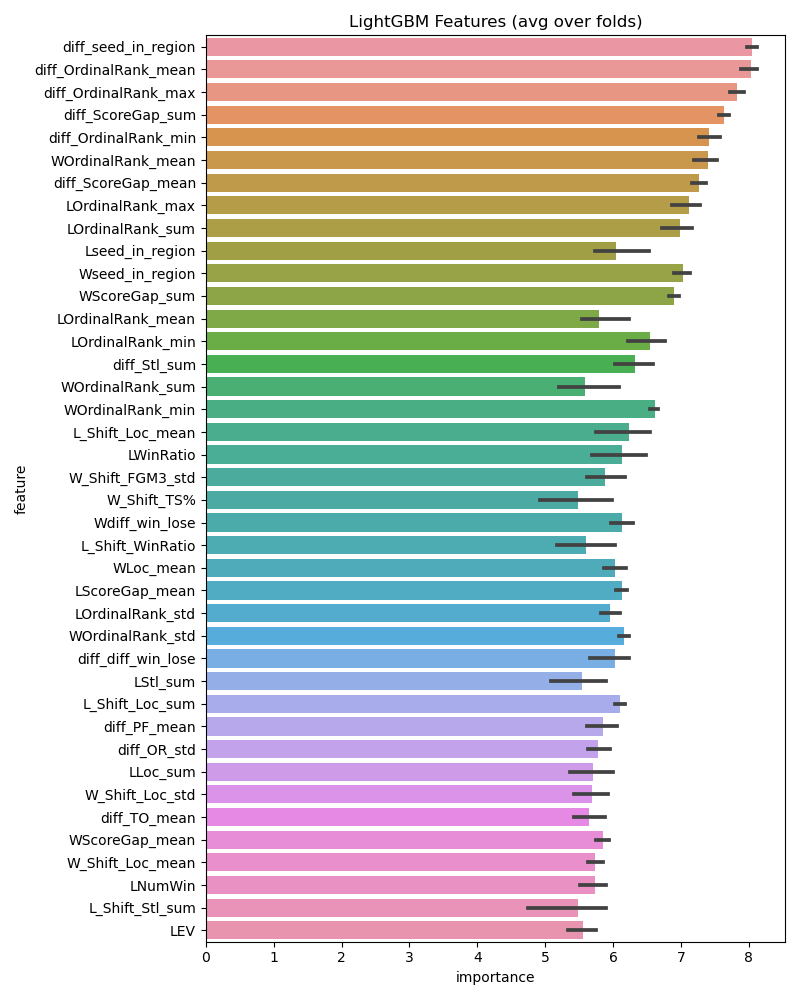 LightGBM Features (avg over folds)
diff_seed_in_region
diff_OrdinalRank_mean
diff_OrdinalRank_max
diff_ScoreGap_sum
diff_OrdinalRank_min
WOrdinalRank_mean
diff_ScoreGap_mean
LOrdinalRank_max
LOrdinalRank_sum
Lseed_in_region
Wseed_in_region
WScoreGap_sum
LOrdinalRank_mean
LOrdinalRank_min
diff_Stl_sum
WOrdinalRank_sum
WOrdinalRank_min
L_Shift_Loc_mean
LWinRatio
W_Shift_FGM3_std
W_Shift_TS%
Wdiff_win_lose
L_Shift_WinRatio
WLoc_mean
LScoreGap_mean
LOrdinalRank_std
WOrdinalRank_std
diff_diff_win_lose
LStl_sum
L_Shift_Loc_sum
diff_PF_mean
diff_OR_std
LLoc_sum
W_Shift_Loc_std
diff_TO_mean
WScoreGap_mean
W_Shift_Loc_mean
LNumWin
L_Shift_Stl_sum
LEV
feature
0 1 2 3 4 5 6 7 8
importance